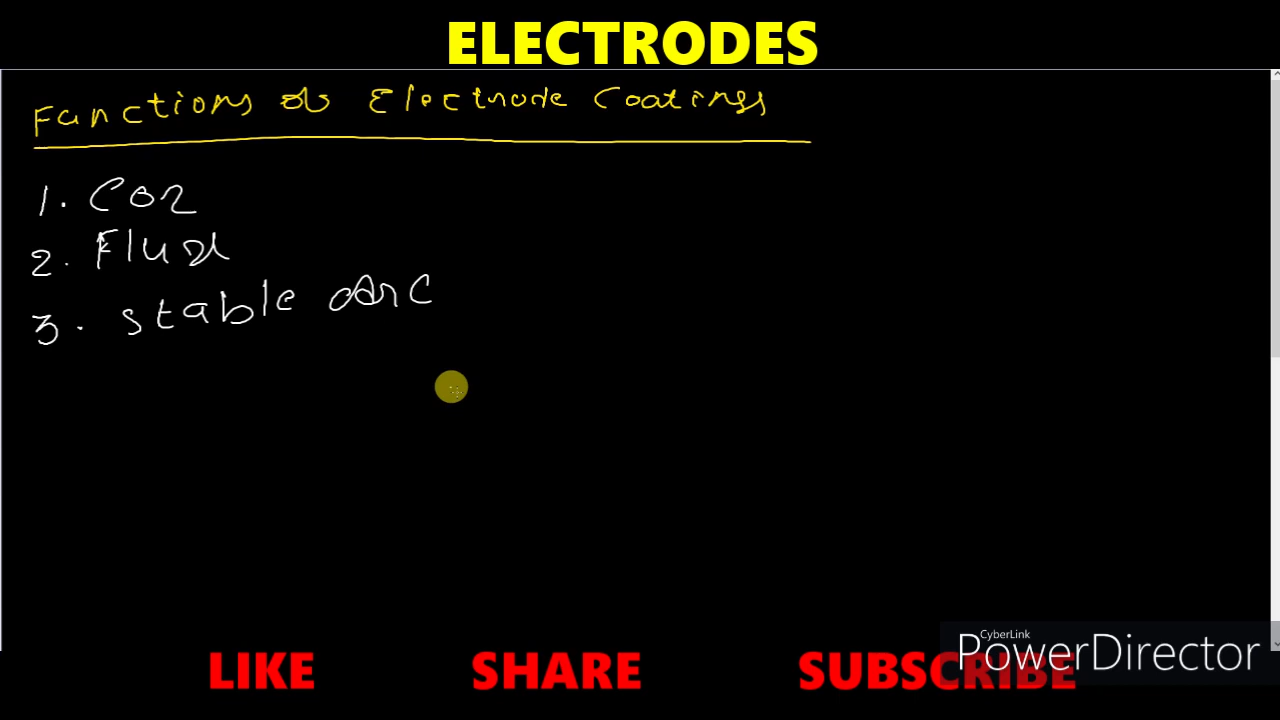 ELECTRODES
Functions of Electrode Coatings
1. CO2
2. Flux
3. stable Arc
CyberLink
PowerDirector
LIKE SHARE SUBSCRIBE